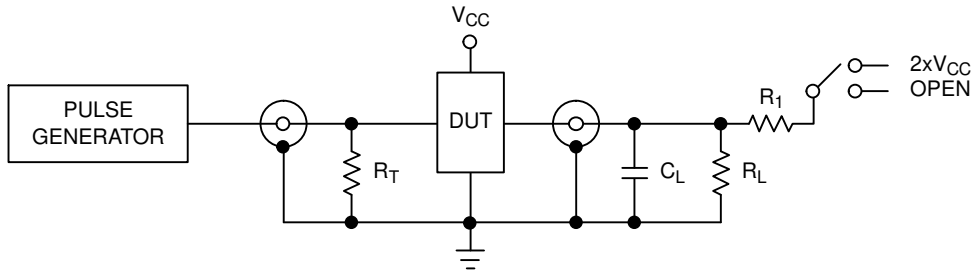 V_CC
2xV_CC
OPEN
PULSE
GENERATOR
DUT
R_1
R_T
C_L
R_L